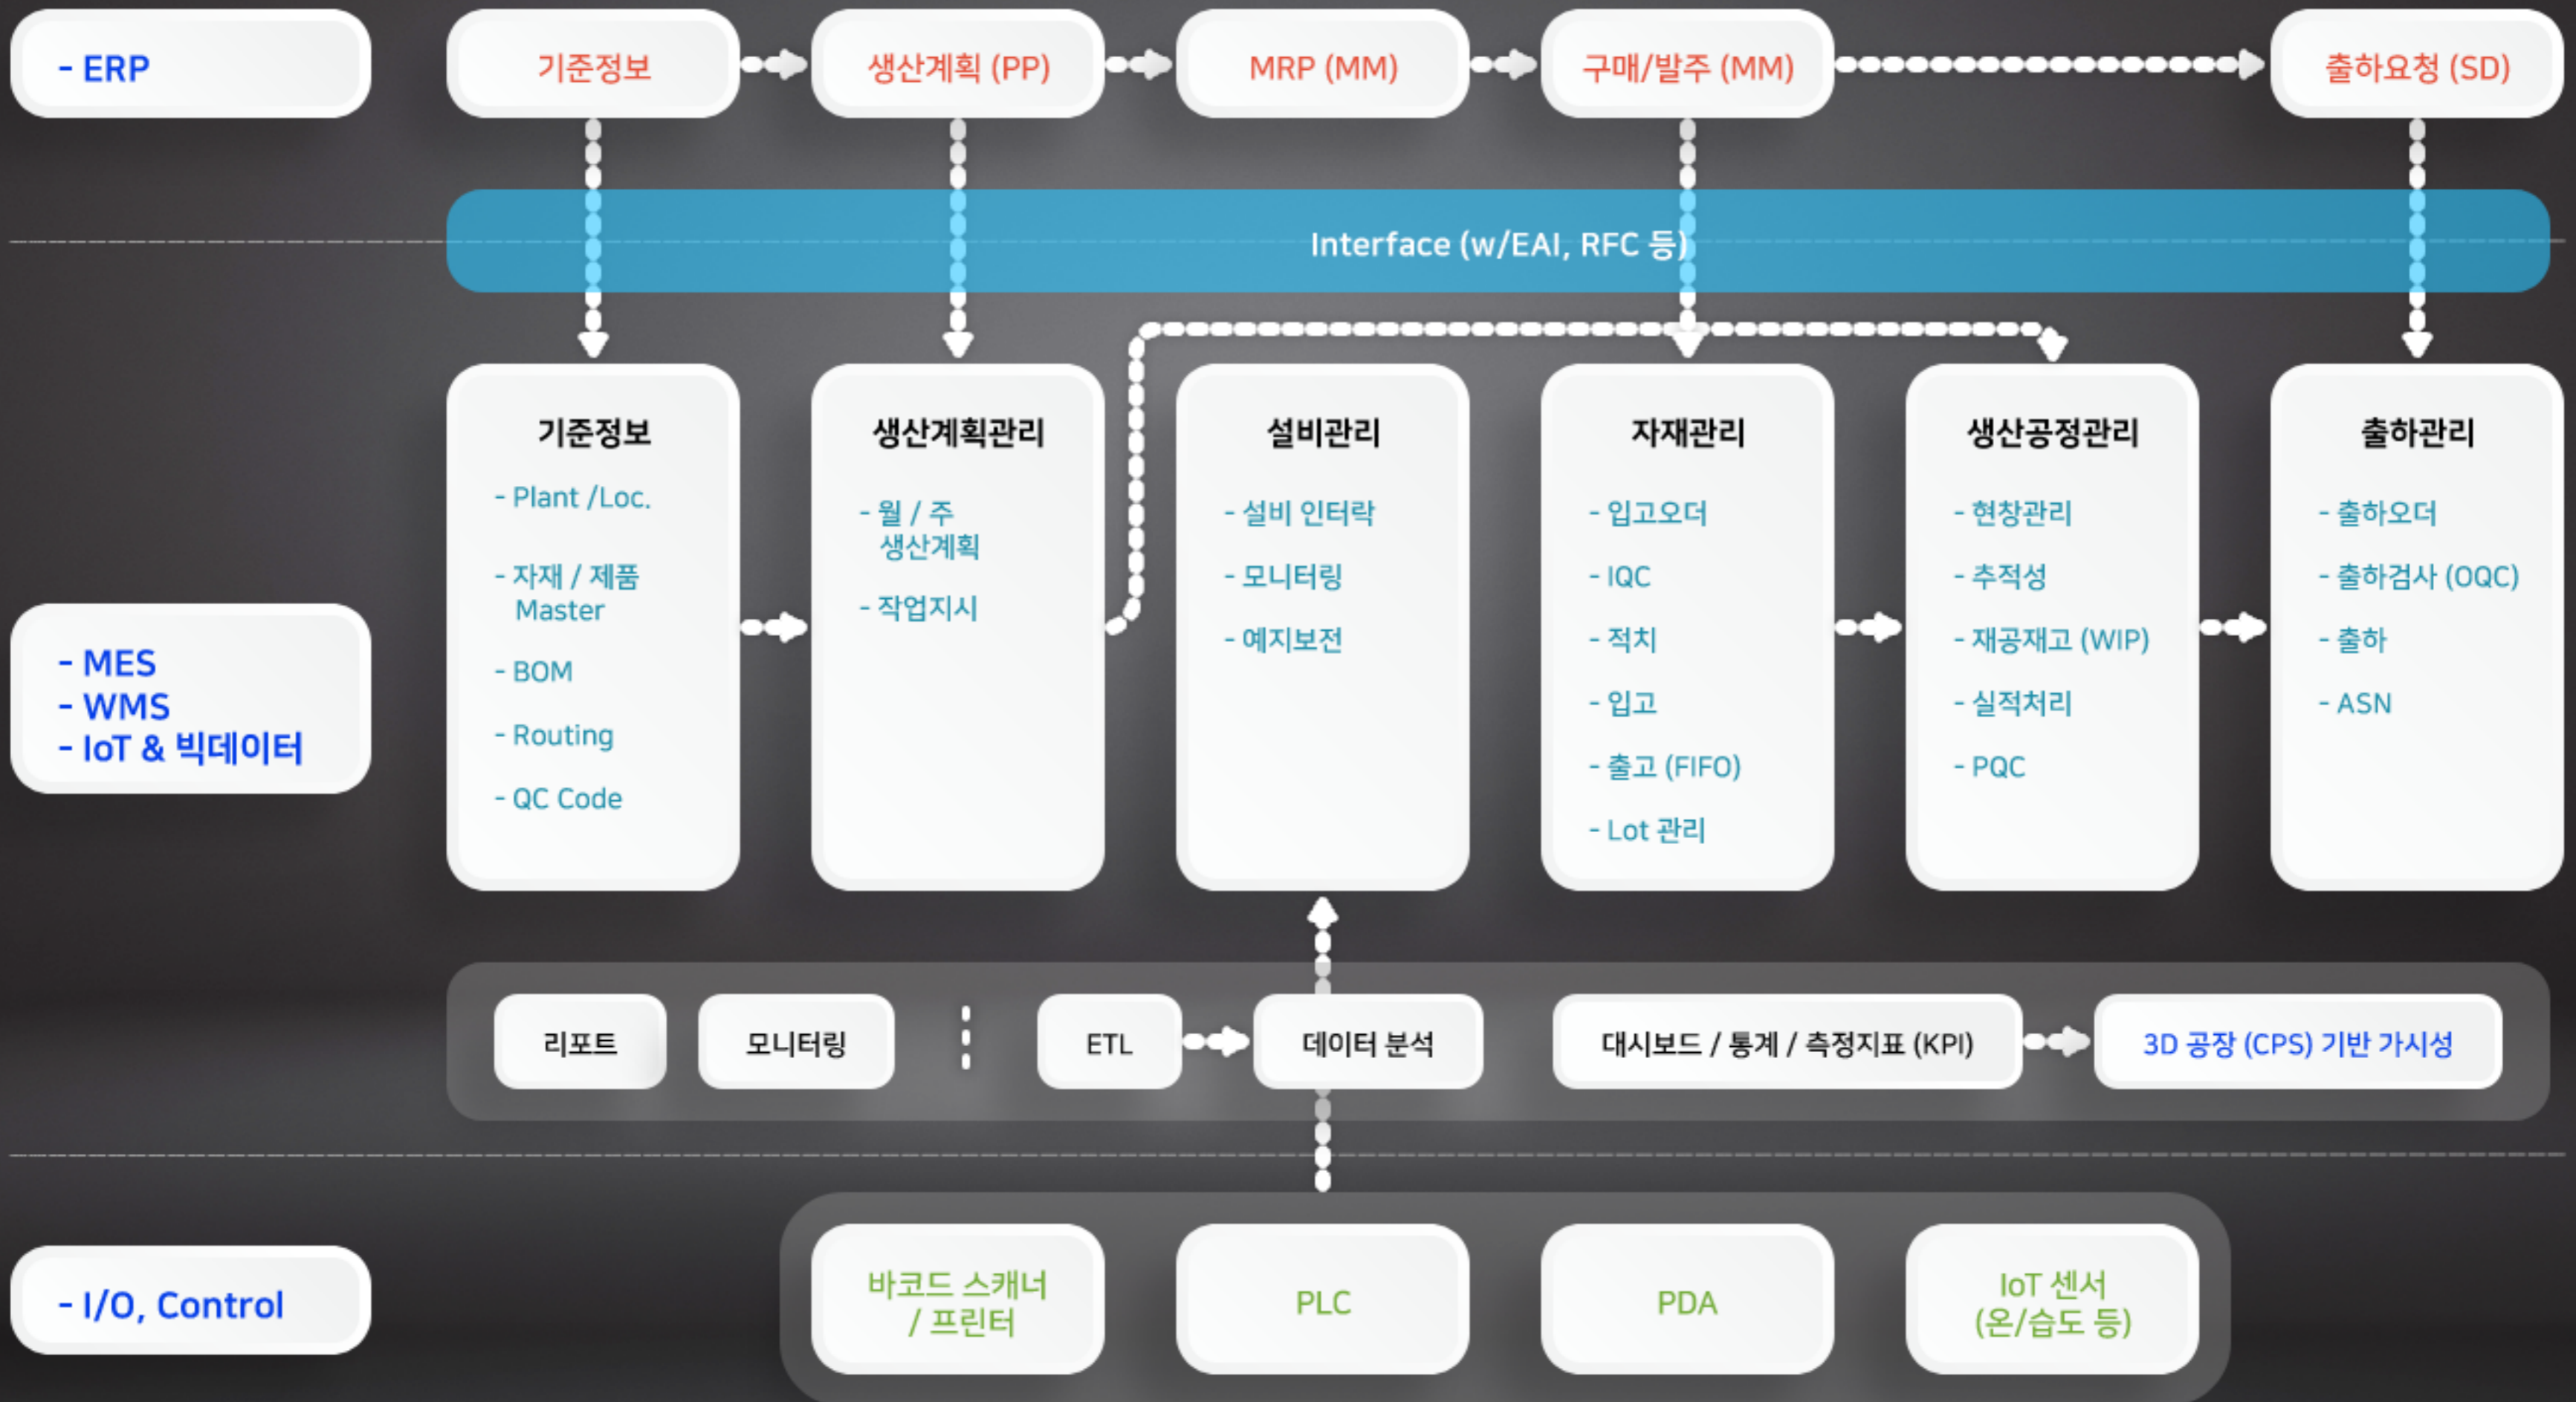 - ERP
기준정보
생산계획 (PP)
MRP (MM)
구매/발주 (MM)
출하요청 (SD)
Interface (w/EAI, RFC 등)
- MES
- WMS
- IoT & 빅데이터
기준정보
- Plant /Loc.
- 자재 / 제품
Master
- BOM
- Routing
- QC Code
생산계획관리
- 월 / 주
생산계획
- 작업지시
설비관리
- 설비 인터락
- 모니터링
- 예지보전
자재관리
- 입고오더
- IQC
- 적치
- 입고
- 출고 (FIFO)
- Lot 관리
생산공정관리
- 현창관리
- 추적성
- 재공재고 (WIP)
- 실적처리
- PQC
출하관리
- 출하오더
- 출하검사 (OQC)
- 출하
- ASN
리포트
모니터링
ETL
데이터 분석
대시보드 / 통계 / 측정지표 (KPI)
3D 공장 (CPS) 기반 가시성
- I/O, Control
바코드 스캐너
/ 프린터
PLC
PDA
IoT 센서
(온/습도 등)